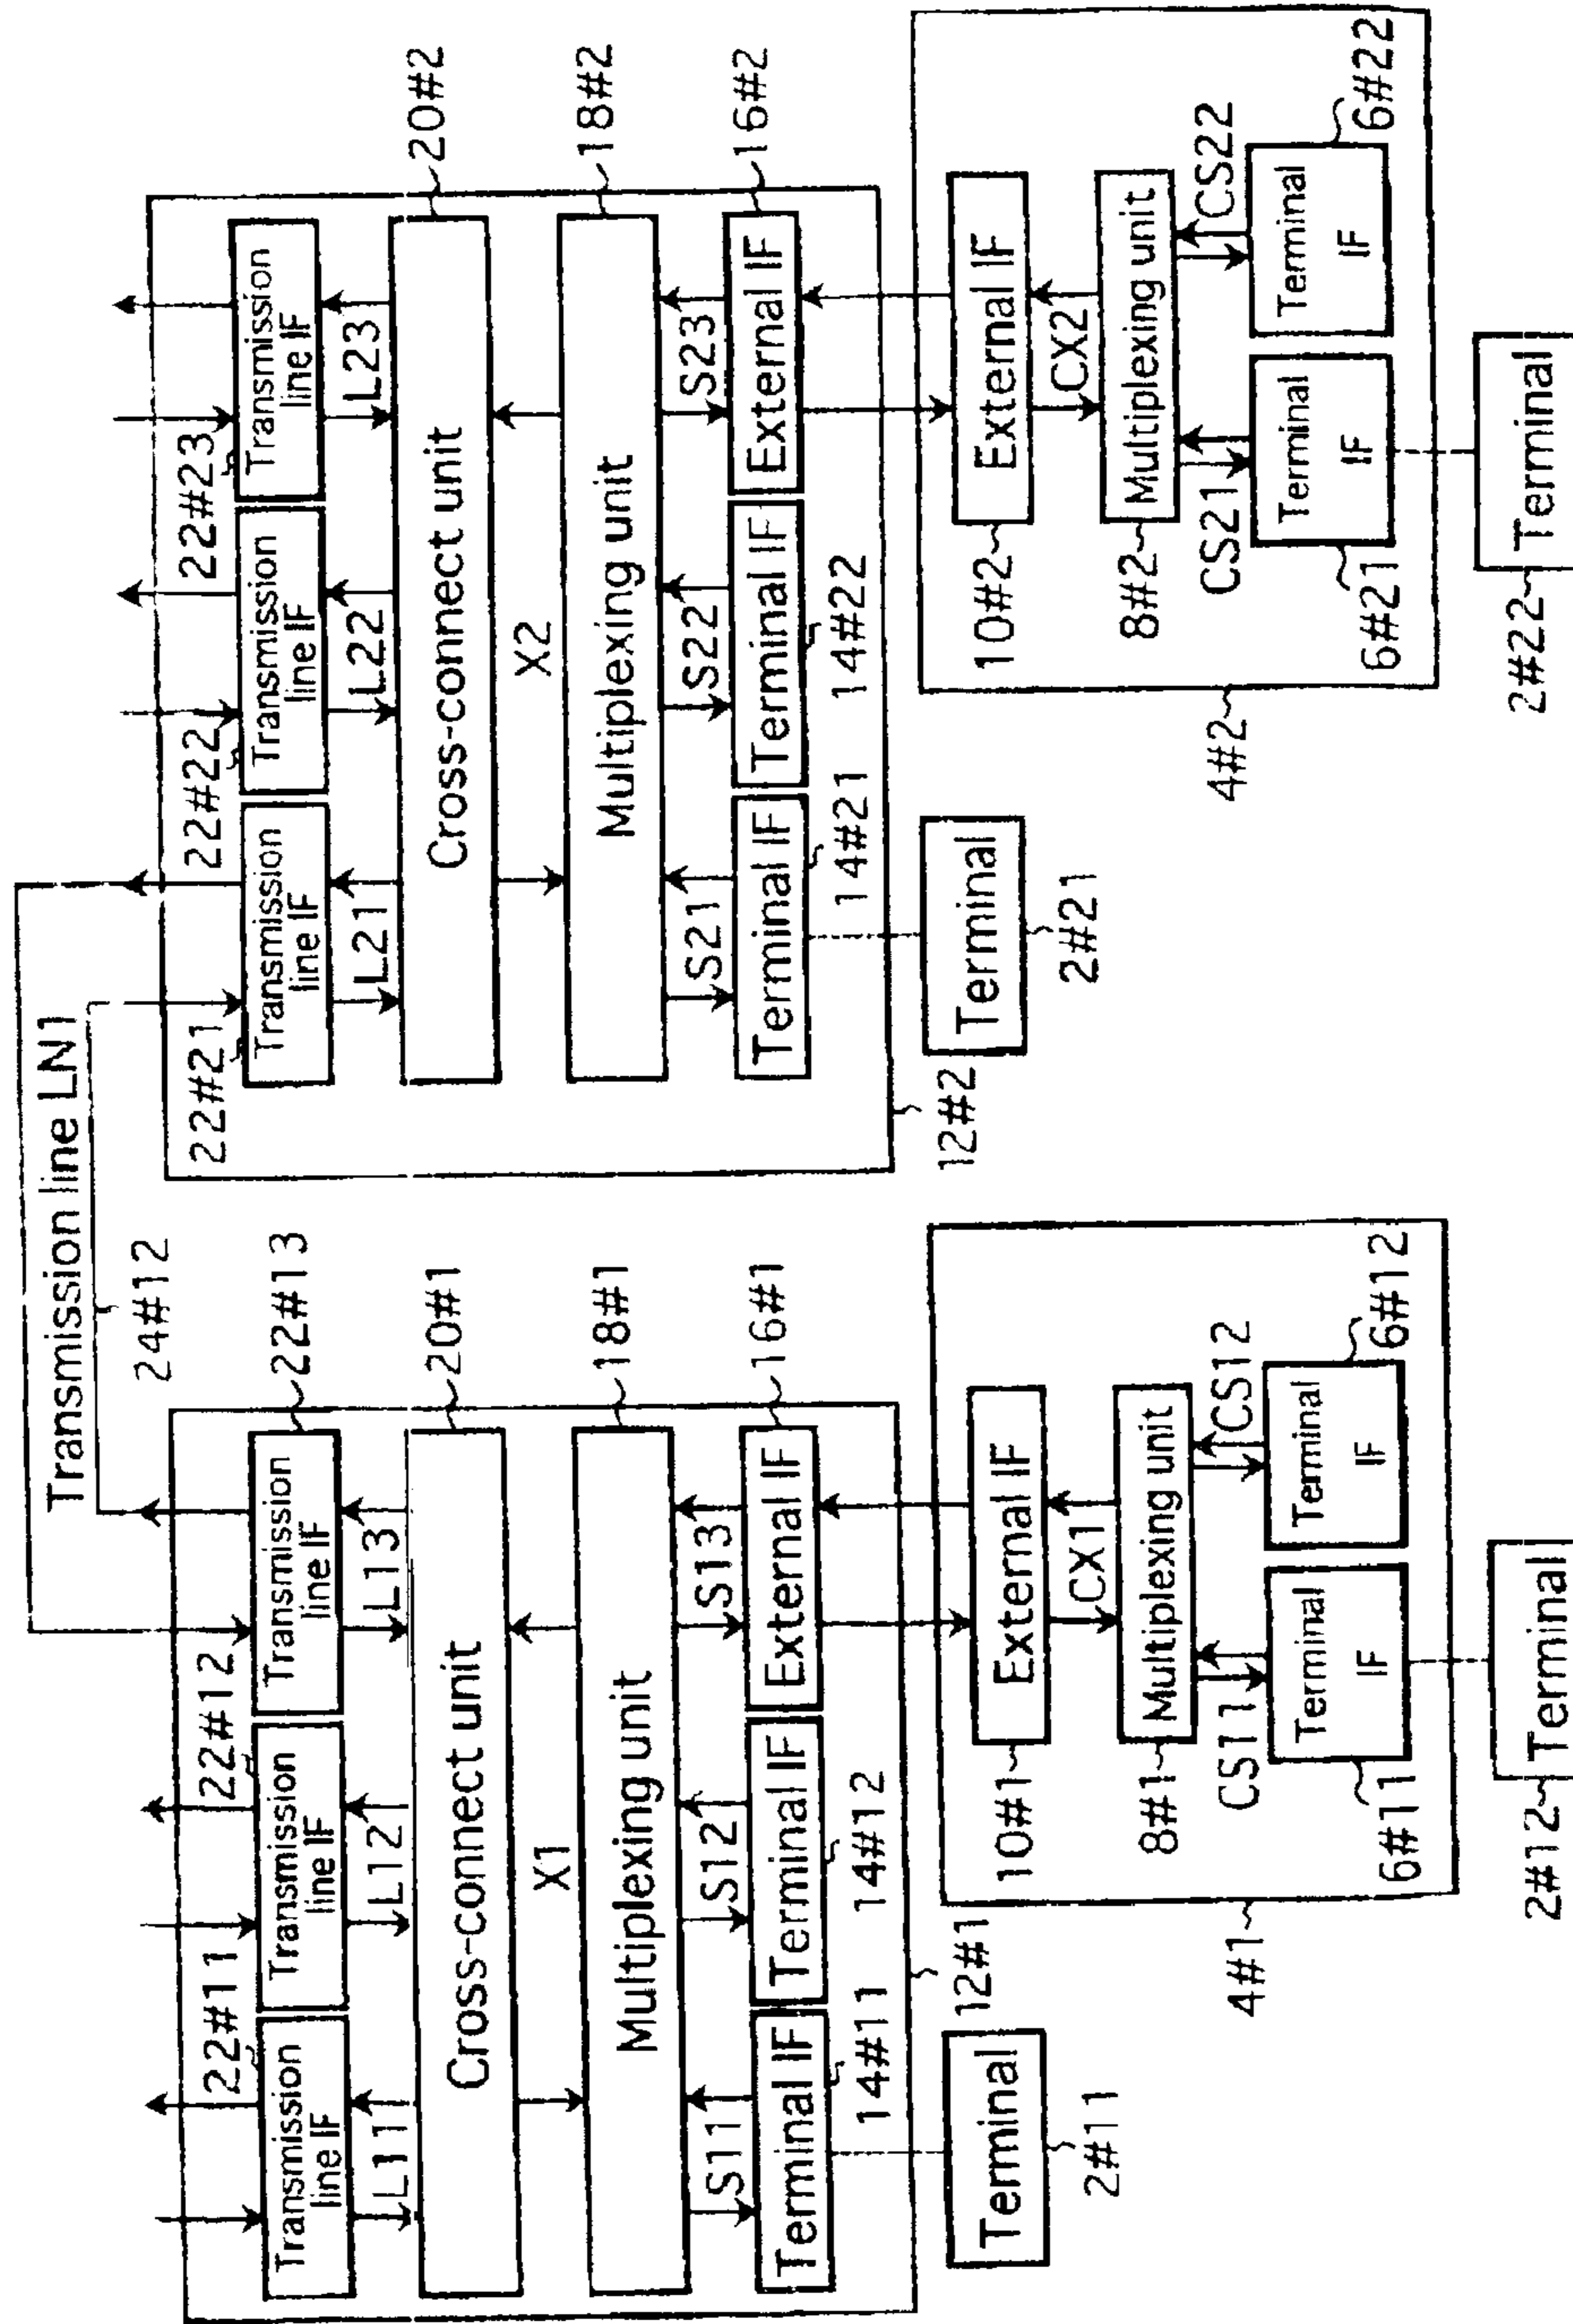 Transmission line LN1
24#12
22#11
22#12
22#13
Transmission
line IF
Transmission
line IF
Transmission
line IF
L11
L12
L13
Cross-connect unit
20#1
X1
Multiplexing unit
18#1
S11
S12
S13
Terminal IF
Terminal IF
External IF
16#1
14#11
14#12
12#1
Terminal
2#11
10#1
External IF
CX1
8#1
Multiplexing unit
CS11
CS12
Terminal
IF
Terminal
IF
6#11
6#12
4#1
2#12
Terminal
22#21
22#22
22#23
Transmission
line IF
Transmission
line IF
Transmission
line IF
L21
L22
L23
Cross-connect unit
20#2
X2
Multiplexing unit
18#2
S21
S22
S23
Terminal IF
Terminal IF
External IF
16#2
14#21
14#22
12#2
Terminal
2#21
10#2
External IF
CX2
8#2
Multiplexing unit
CS21
CS22
Terminal
IF
Terminal
IF
6#21
6#22
4#2
2#22
Terminal